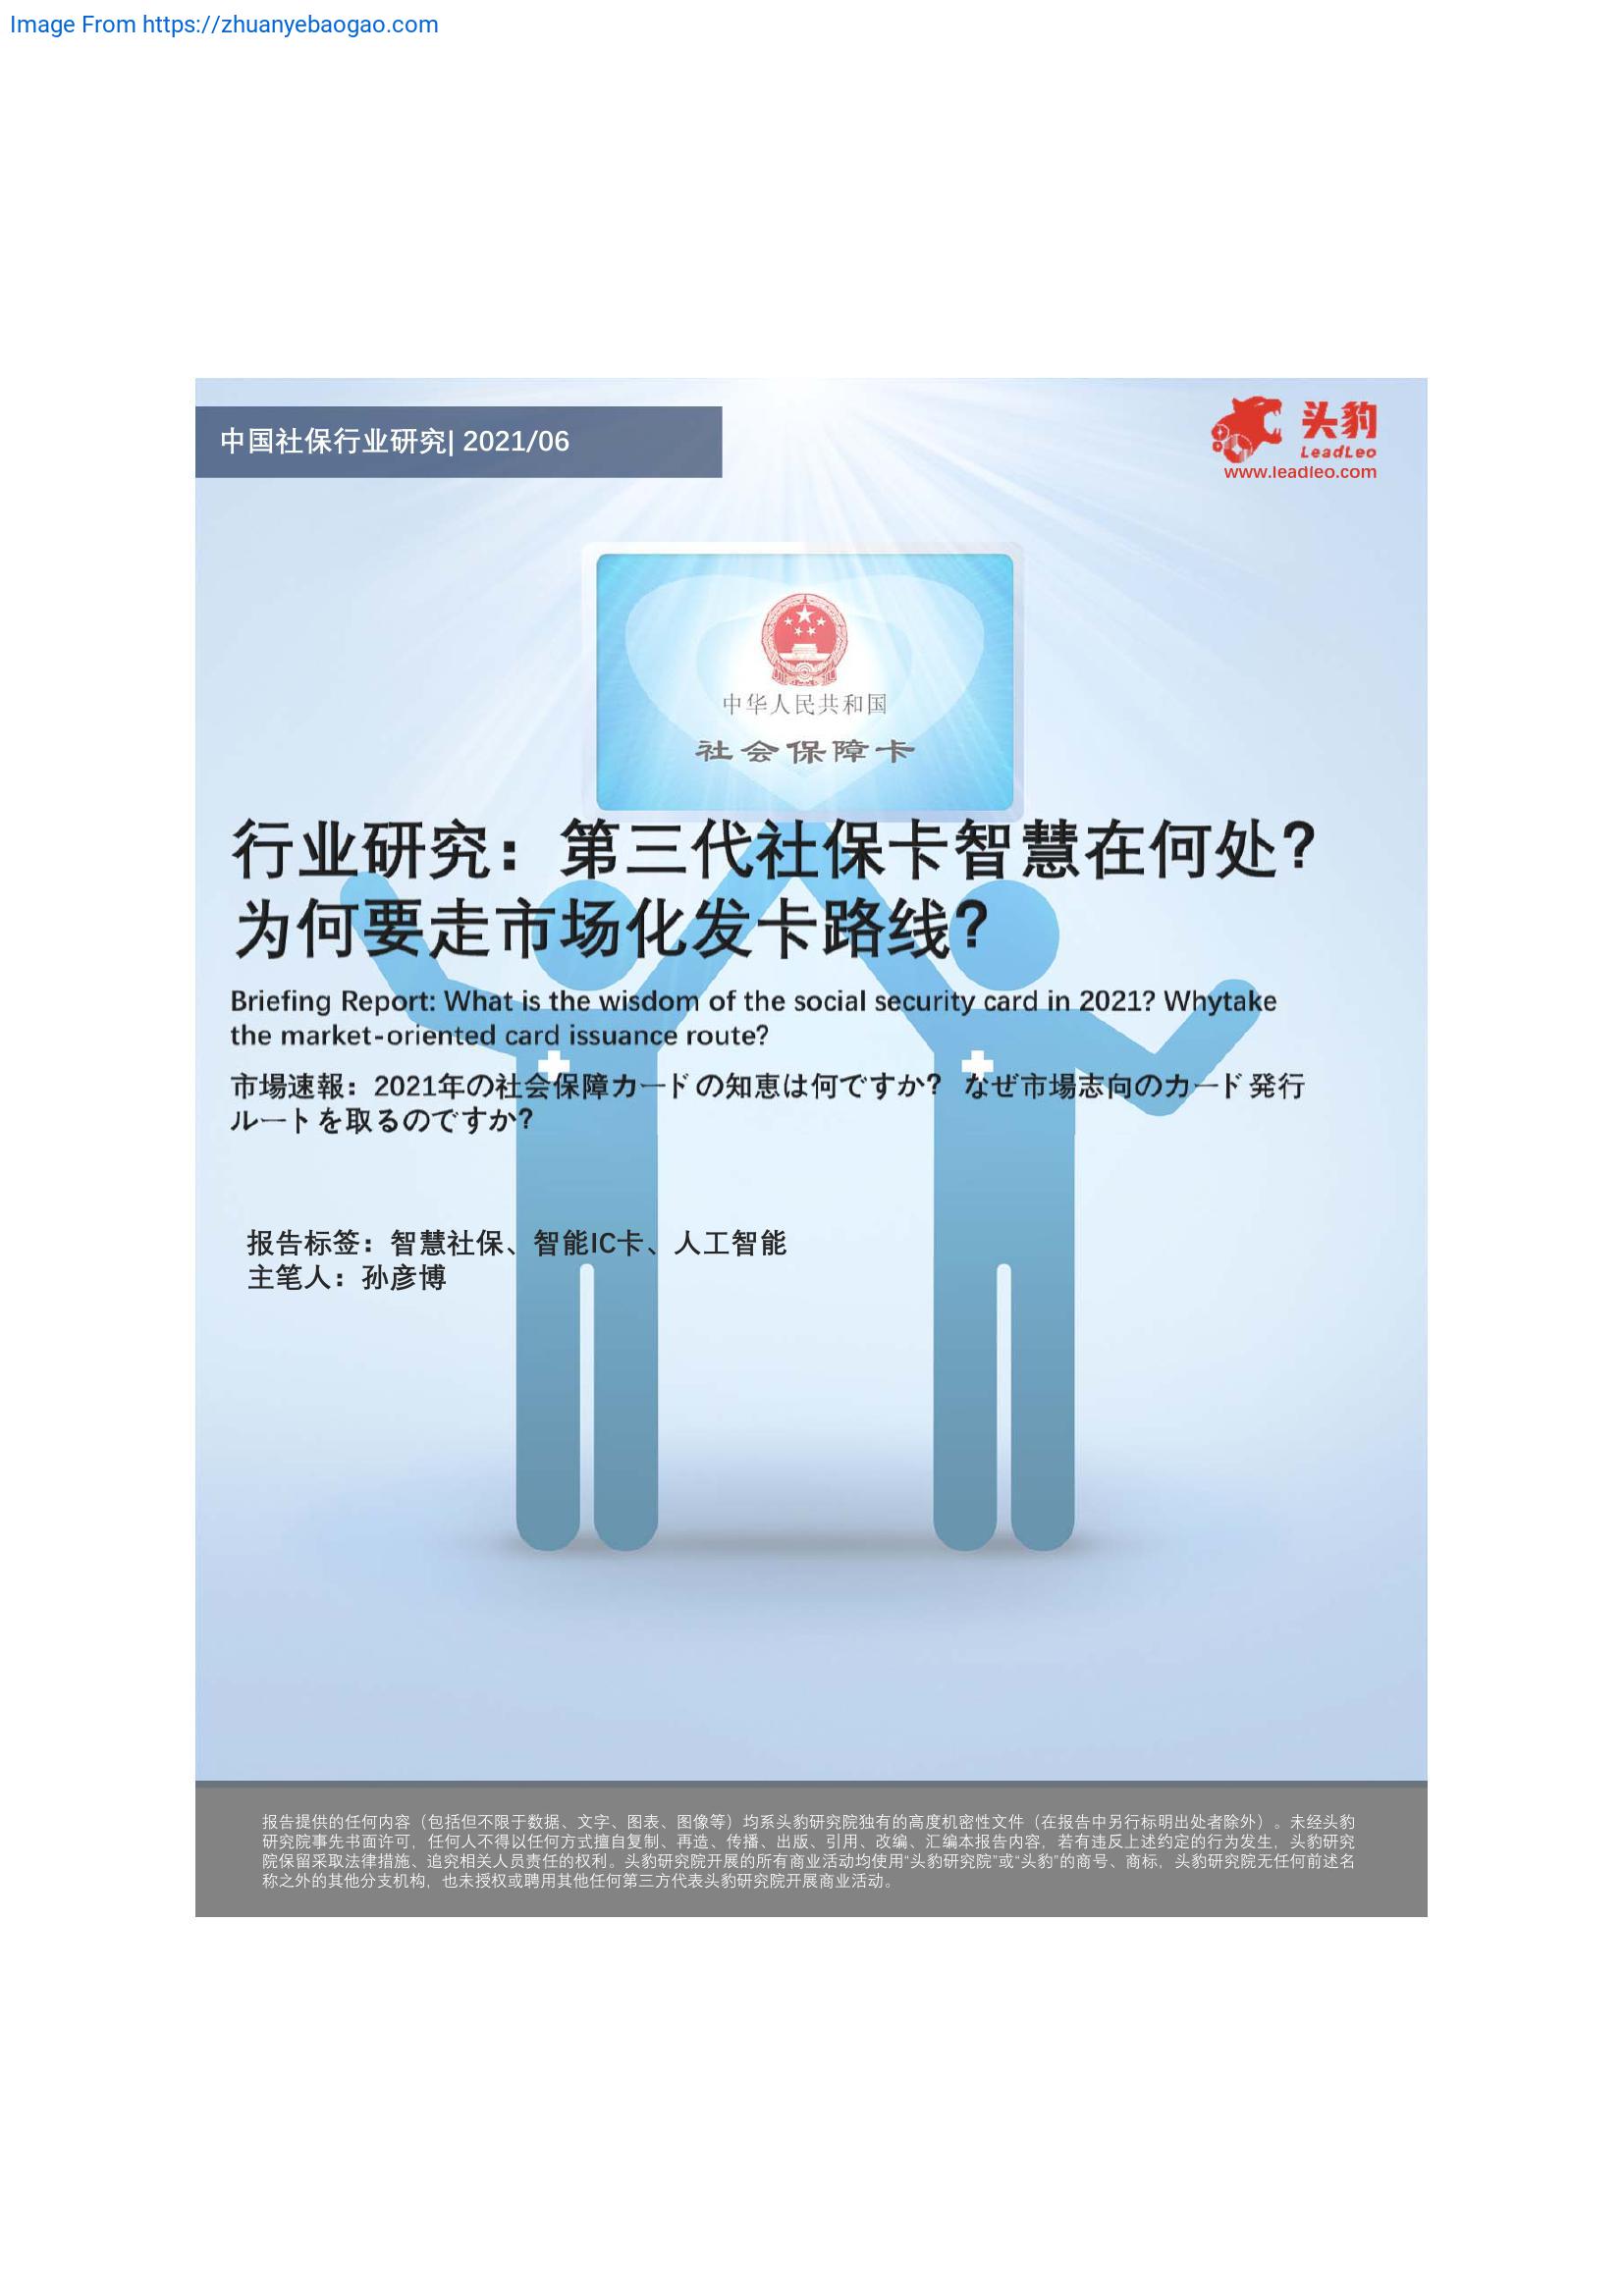 Image From https://zhuanyebaogao.com
中国社保行业研究| 2021/06
头豹
LeadLeo
www.leadleo.com
中华人民共和国
社会保障卡
行业研究：第三代社保卡智慧在何处？
为何要走市场化发卡路线？
Briefing Report: What is the wisdom of the social security card in 2021? Whytake
the market-oriented card issuance route?
市場速報：2021年の社会保障カードの知恵は何ですか？ なぜ市場志向のカード発行
ルートを取るのですか？
报告标签：智慧社保、智能IC卡、人工智能
主笔人：孙彦博
报告提供的任何内容（包括但不限于数据、文字、图表、图像等）均系头豹研究院独有的高度机密性文件（在报告中另行标明出处者除外）。未经头豹
研究院事先书面许可，任何人不得以任何方式擅自复制、再造、传播、出版、引用、改编、汇编本报告内容，若有违反上述约定的行为发生，头豹研究
院保留采取法律措施、追究相关人员责任的权利。头豹研究院开展的所有商业活动均使用“头豹研究院”或“头豹”的商号、商标，头豹研究院无任何前述名
称之外的其他分支机构，也未授权或聘用其他任何第三方代表头豹研究院开展商业活动。